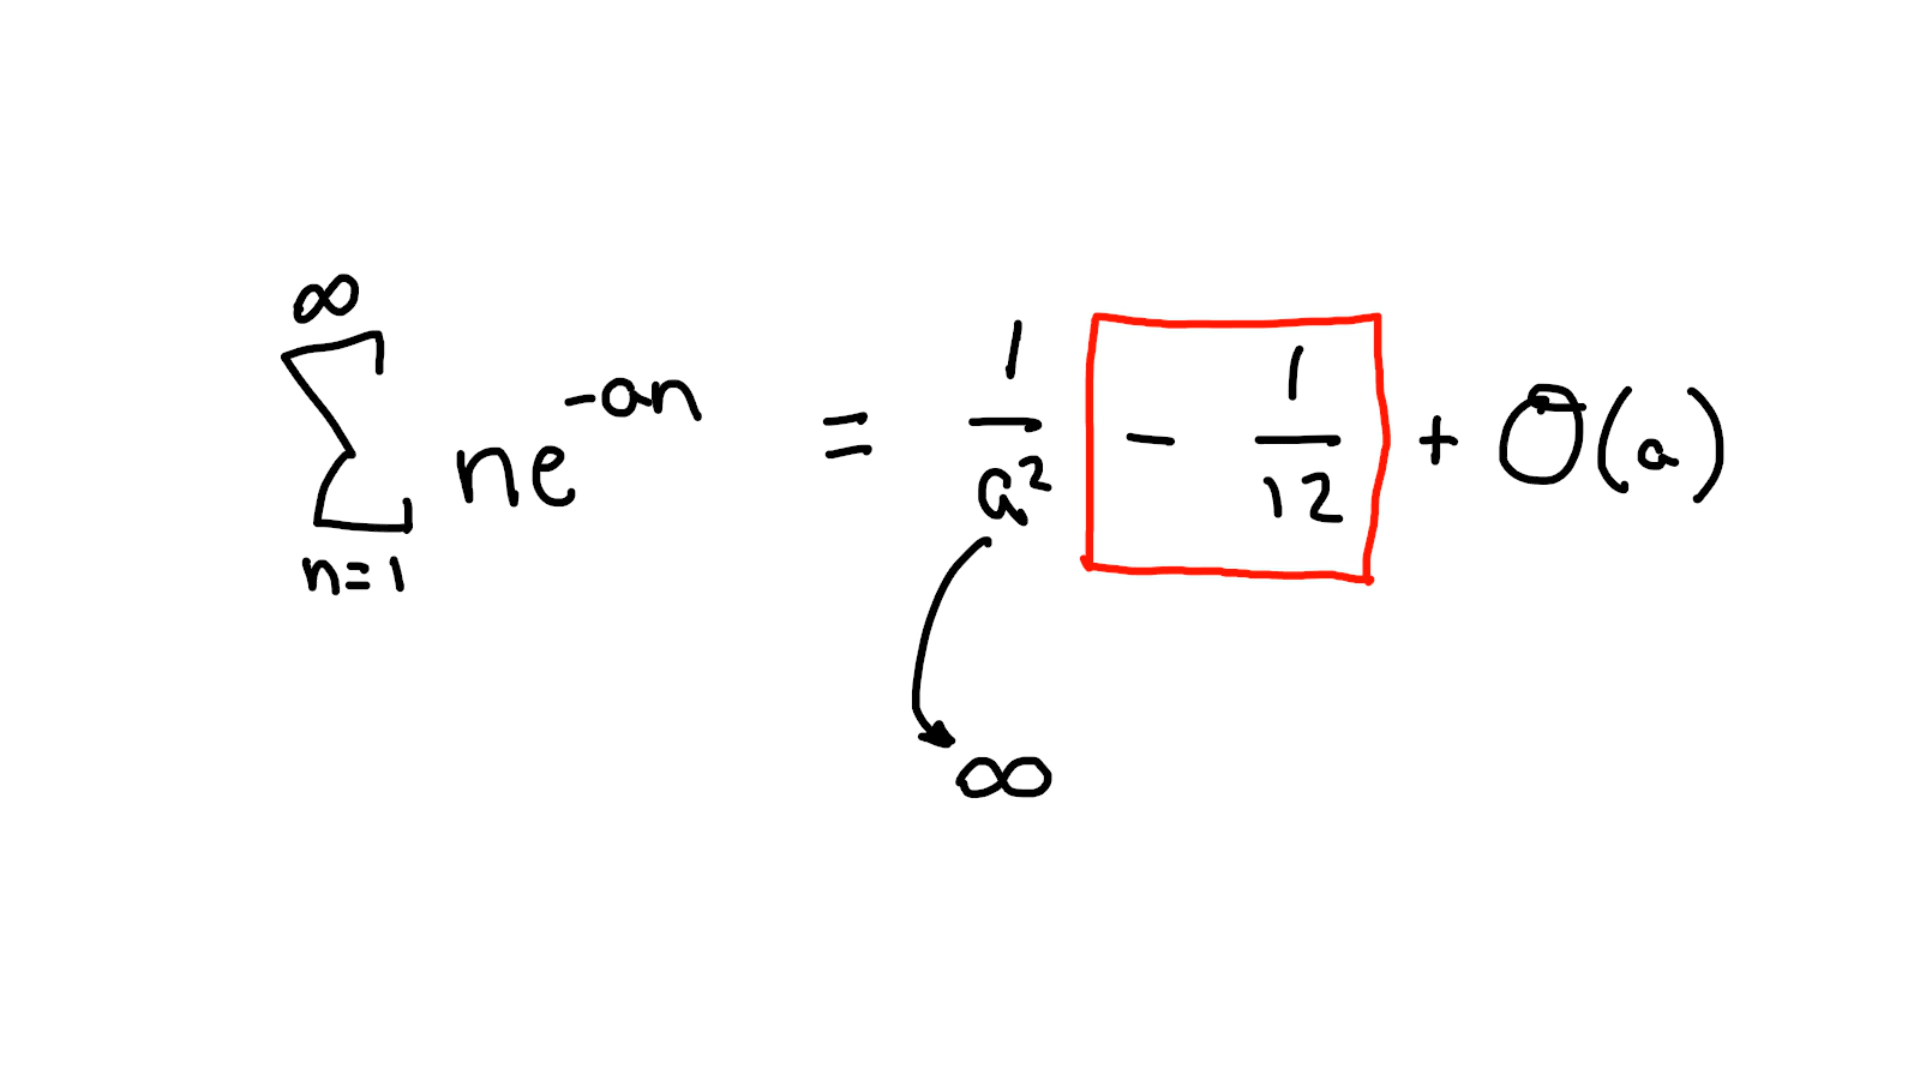 ∞
∑ ne^{-an} = 1/a² - 1/12 + O(a)
n=1
∞